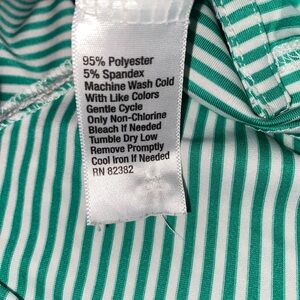 95% Polyester
5% Spandex
Machine Wash Cold
With Like Colors
Gentle Cycle
Only Non-Chlorine
Bleach If Needed
Tumble Dry Low
Remove Promptly
Cool Iron If Needed
RN 82382